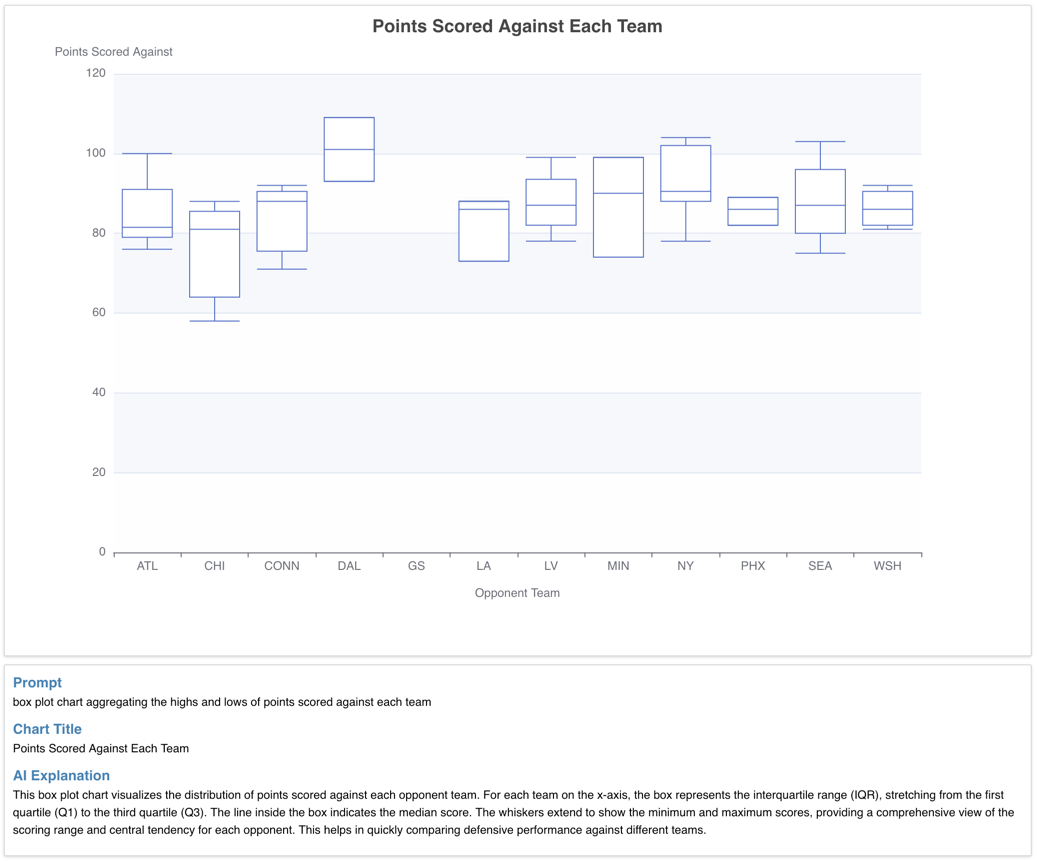 Points Scored Against Each Team
Points Scored Against
120
100
80
60
40
20
0
ATL CHI CONN DAL GS LA LV MIN NY PHX SEA WSH
Opponent Team
Prompt
box plot chart aggregating the highs and lows of points scored against each team
Chart Title
Points Scored Against Each Team
AI Explanation
This box plot chart visualizes the distribution of points scored against each opponent team. For each team on the x-axis, the box represents the interquartile range (IQR), stretching from the first
quartile (Q1) to the third quartile (Q3). The line inside the box indicates the median score. The whiskers extend to show the minimum and maximum scores, providing a comprehensive view of the
scoring range and central tendency for each opponent. This helps in quickly comparing defensive performance against different teams.